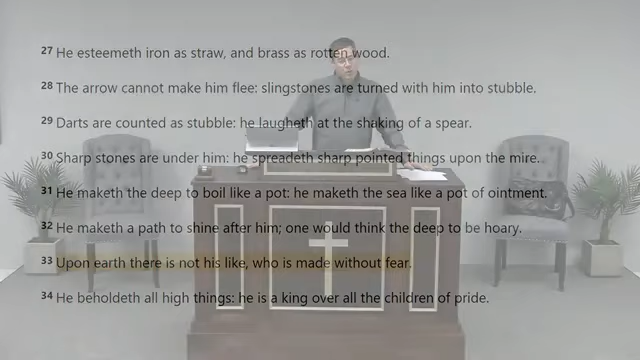 27 He esteemeth iron as straw, and brass as rotten wood.
28 The arrow cannot make him flee: slingstones are turned with him into stubble.
29 Darts are counted as stubble: he laugheth at the shaking of a spear.
30 Sharp stones are under him: he spreadeth sharp pointed things upon the mire.
31 He maketh the deep to boil like a pot: he maketh the sea like a pot of ointment.
32 He maketh a path to shine after him; one would think the deep to be hoary.
33 Upon earth there is not his like, who is made without fear.
34 He beholdeth all high things: he is a king over all the children of pride.